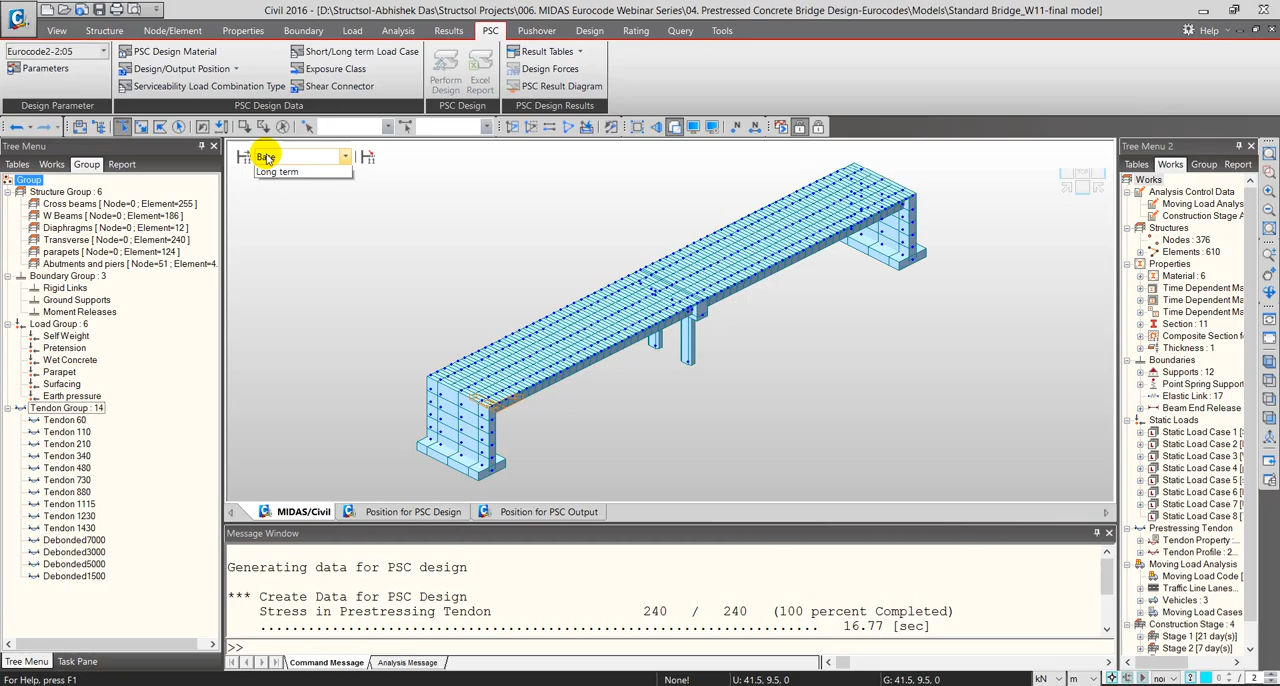 Civil 2016 - [D:\Structsol-Abhishek Das\Structsol Projects\006. MIDAS Eurocode Webinar Series\04. Prestressed Concrete Bridge Design-Eurocodes\Models\Standard Bridge_W11-final model]
View Structure Node/Element Properties Boundary Load Analysis Results PSC Pushover Design Rating Query Tools Help
Eurocode2-2:05 PSC Design Material Short/Long term Load Case Result Tables
Parameters Design/Output Position Exposure Class Perform Design Excel Report Design Forces
Serviceability Load Combination Type Shear Connector PSC Result Diagram
Design Parameter PSC Design Data PSC Design PSC Design Results
Tree Menu
Tables Works Group Report
Group
Structure Group : 6
Cross beams [ Node=0 ; Element=255 ]
W Beams [ Node=0 ; Element=186 ]
Diaphragms [ Node=0 ; Element=12 ]
Transverse [ Node=0 ; Element=240 ]
parapets [ Node=0 ; Element=124 ]
Abutments and piers [ Node=51 ; Element=4.
Boundary Group : 3
Rigid Links
Ground Supports
Moment Releases
Load Group : 6
Self Weight
Pretension
Wet Concrete
Parapet
Surfacing
Earth pressure
Tendon Group : 14
Tendon 60
Tendon 110
Tendon 210
Tendon 340
Tendon 480
Tendon 730
Tendon 880
Tendon 1115
Tendon 1230
Tendon 1430
Debonded7000
Debonded3000
Debonded5000
Debonded1500
Tree Menu Task Pane
Base
Long term
TOP
MIDAS/Civil Position for PSC Design Position for PSC Output
Message Window
Generating data for PSC design
*** Create Data for PSC Design
Stress in Prestressing Tendon 240 / 240 (100 percent Completed)
.......................................................... 16.77 [sec]
>>
Command Message Analysis Message
Tree Menu 2
Tables Works Group Report
Works
Analysis Control Data
Moving Load Analys
Construction Stage A
Structures
Nodes : 376
Elements : 610
Properties
Material : 6
Time Dependent Ma
Time Dependent Ma
Time Dependent Ma
Section : 11
Composite Section f
Thickness : 1
Boundaries
Supports : 12
Point Spring Support
Elastic Link : 17
Beam End Release
Static Loads
Static Load Case 1 [
Static Load Case 2 [
Static Load Case 3 [
Static Load Case 4 [
Static Load Case 5 [
Static Load Case 6 [
Static Load Case 7 [
Static Load Case 8 [
Prestressing Tendon
Tendon Property :..
Tendon Profile : 2...
Moving Load Analysis
Moving Load Code [
Traffic Line Lanes...
Vehicles : 3
Moving Load Cases
Construction Stage : 4
Stage 1 [21 day(s)]
Stage 2 [7 day(s)]
For Help, press F1 None! U: 41.5, 9.5, 0 G: 41.5, 9.5, 0 kN m noi 0 / 2